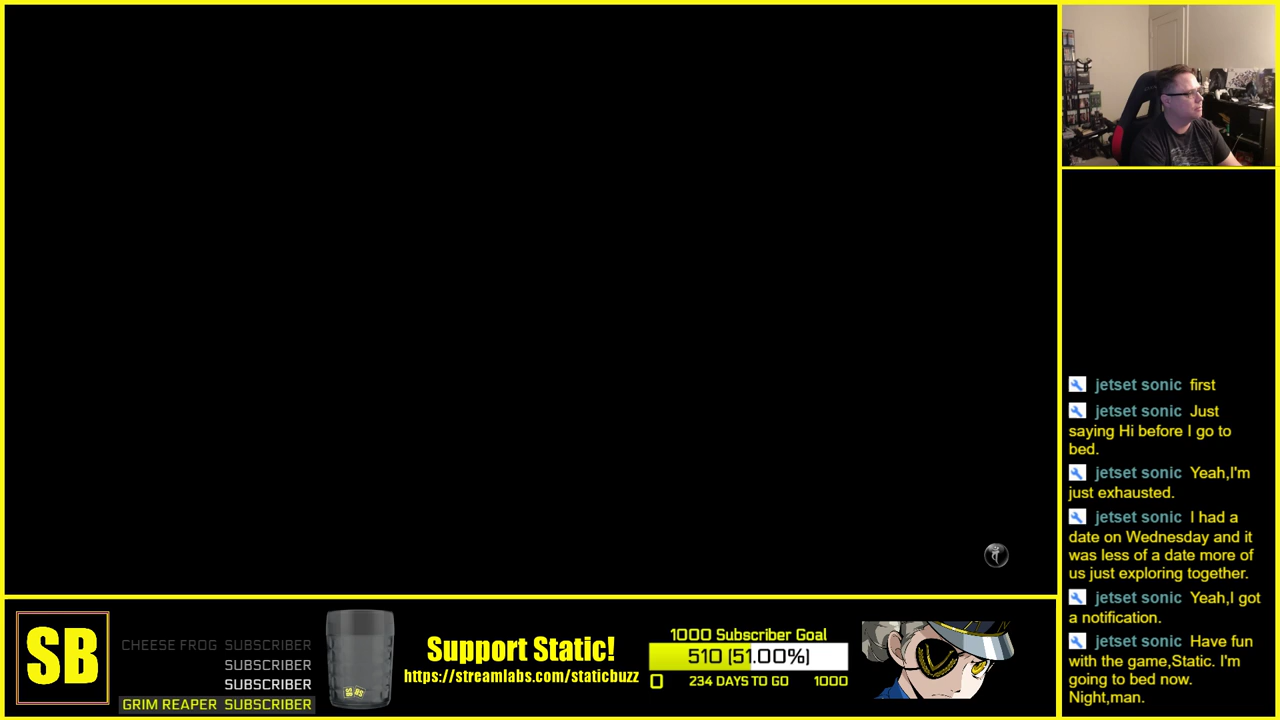 jetset sonic first
jetset sonic Just
saying Hi before I go to
bed.
jetset sonic Yeah,I'm
just exhausted.
jetset sonic I had a
date on Wednesday and it
was less of a date more of
us just exploring together.
jetset sonic Yeah,I got
a notification.
jetset sonic Have fun
with the game,Static. I'm
going to bed now.
Night,man.
SB
CHEESE FROG SUBSCRIBER
SUBSCRIBER
SUBSCRIBER
GRIM REAPER SUBSCRIBER
Support Static!
https://streamlabs.com/staticbuzz
1000 Subscriber Goal
510 (51.00%)
0 234 DAYS TO GO 1000